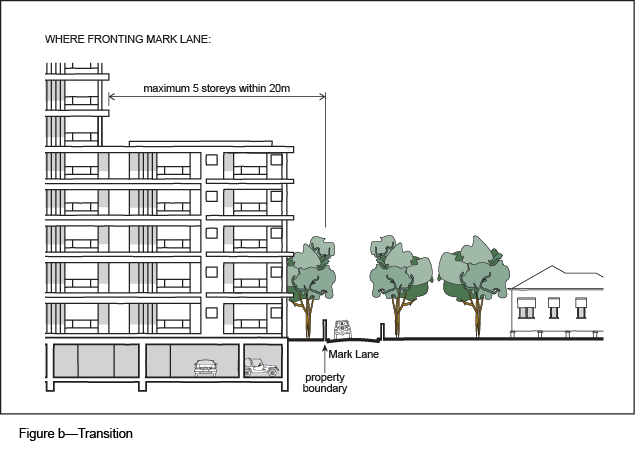 WHERE FRONTING MARK LANE:
maximum 5 storeys within 20m
Mark Lane
property
boundary
Figure b—Transition